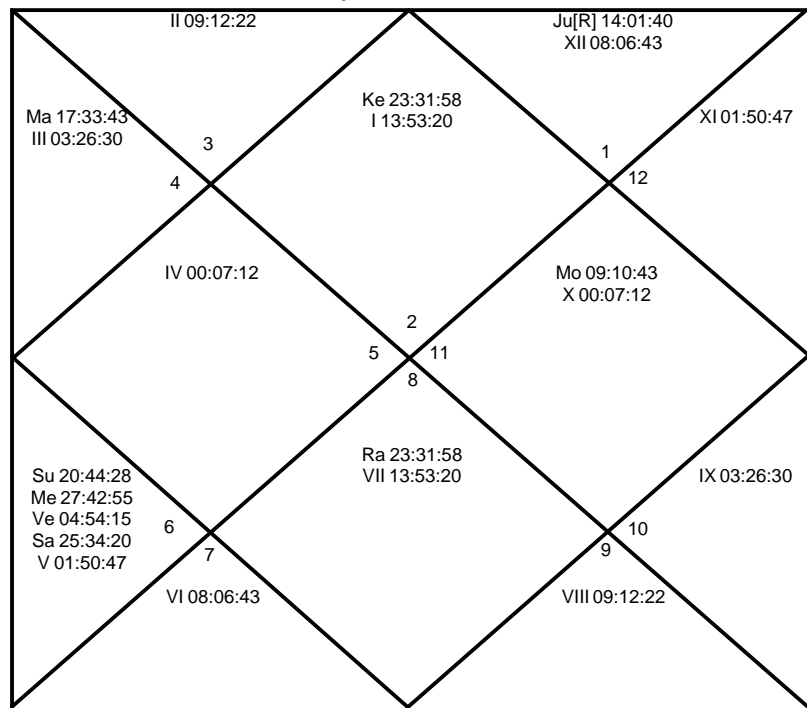 II 09:12:22
Ju[R] 14:01:40
XII 08:06:43
Ke 23:31:58
I 13:53:20
Ma 17:33:43
III 03:26:30
XI 01:50:47
3
1
4
12
IV 00:07:12
Mo 09:10:43
X 00:07:12
2
5
11
8
Ra 23:31:58
VII 13:53:20
Su 20:44:28
Me 27:42:55
Ve 04:54:15
Sa 25:34:20
V 01:50:47
IX 03:26:30
6
10
7
9
VI 08:06:43
VIII 09:12:22